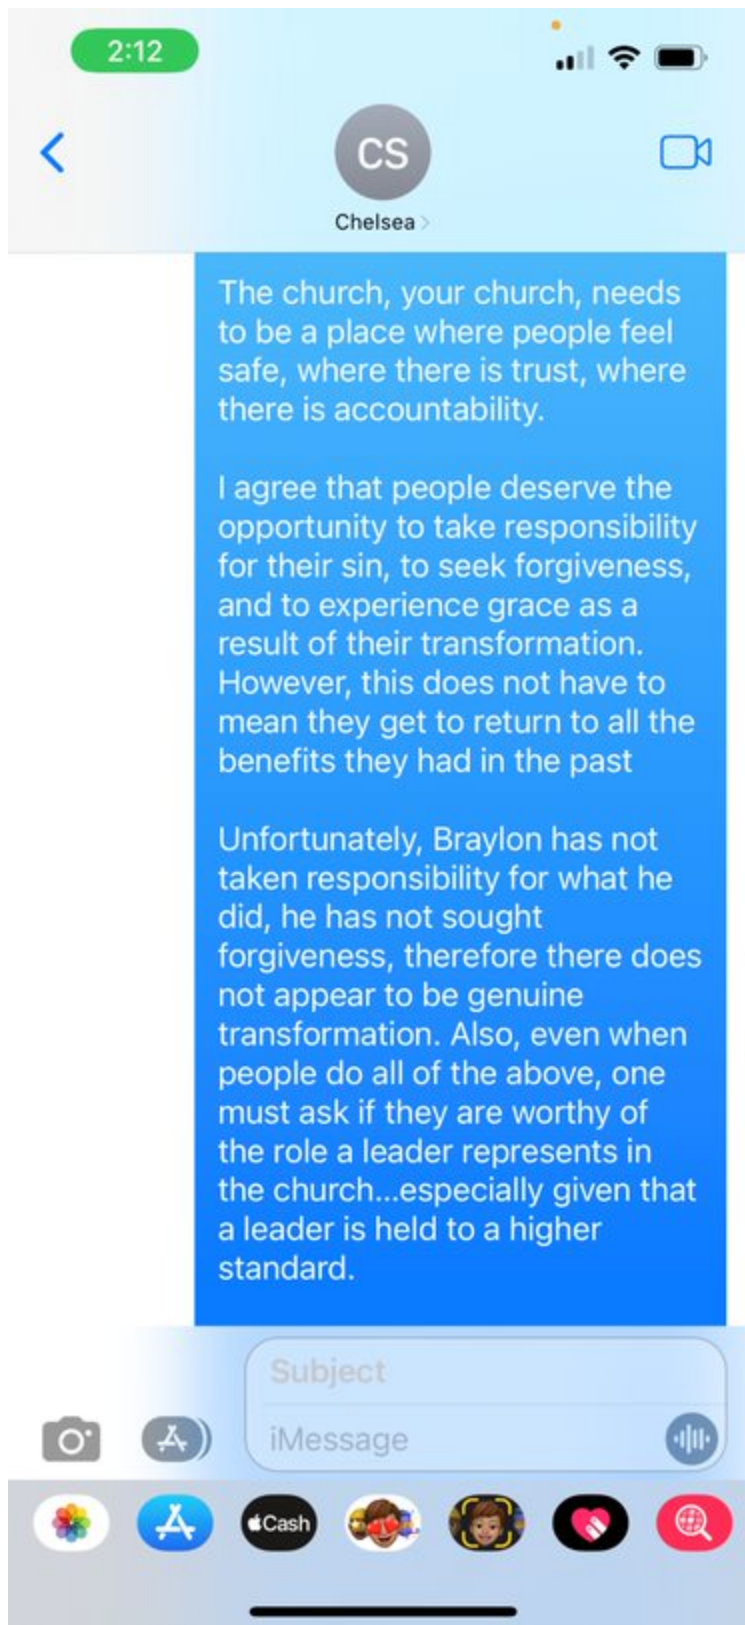 2:12
CS
Chelsea
The church, your church, needs
to be a place where people feel
safe, where there is trust, where
there is accountability.
I agree that people deserve the
opportunity to take responsibility
for their sin, to seek forgiveness,
and to experience grace as a
result of their transformation.
However, this does not have to
mean they get to return to all the
benefits they had in the past
Unfortunately, Braylon has not
taken responsibility for what he
did, he has not sought
forgiveness, therefore there does
not appear to be genuine
transformation. Also, even when
people do all of the above, one
must ask if they are worthy of
the role a leader represents in
the church...especially given that
a leader is held to a higher
standard.
Subject
iMessage
Cash